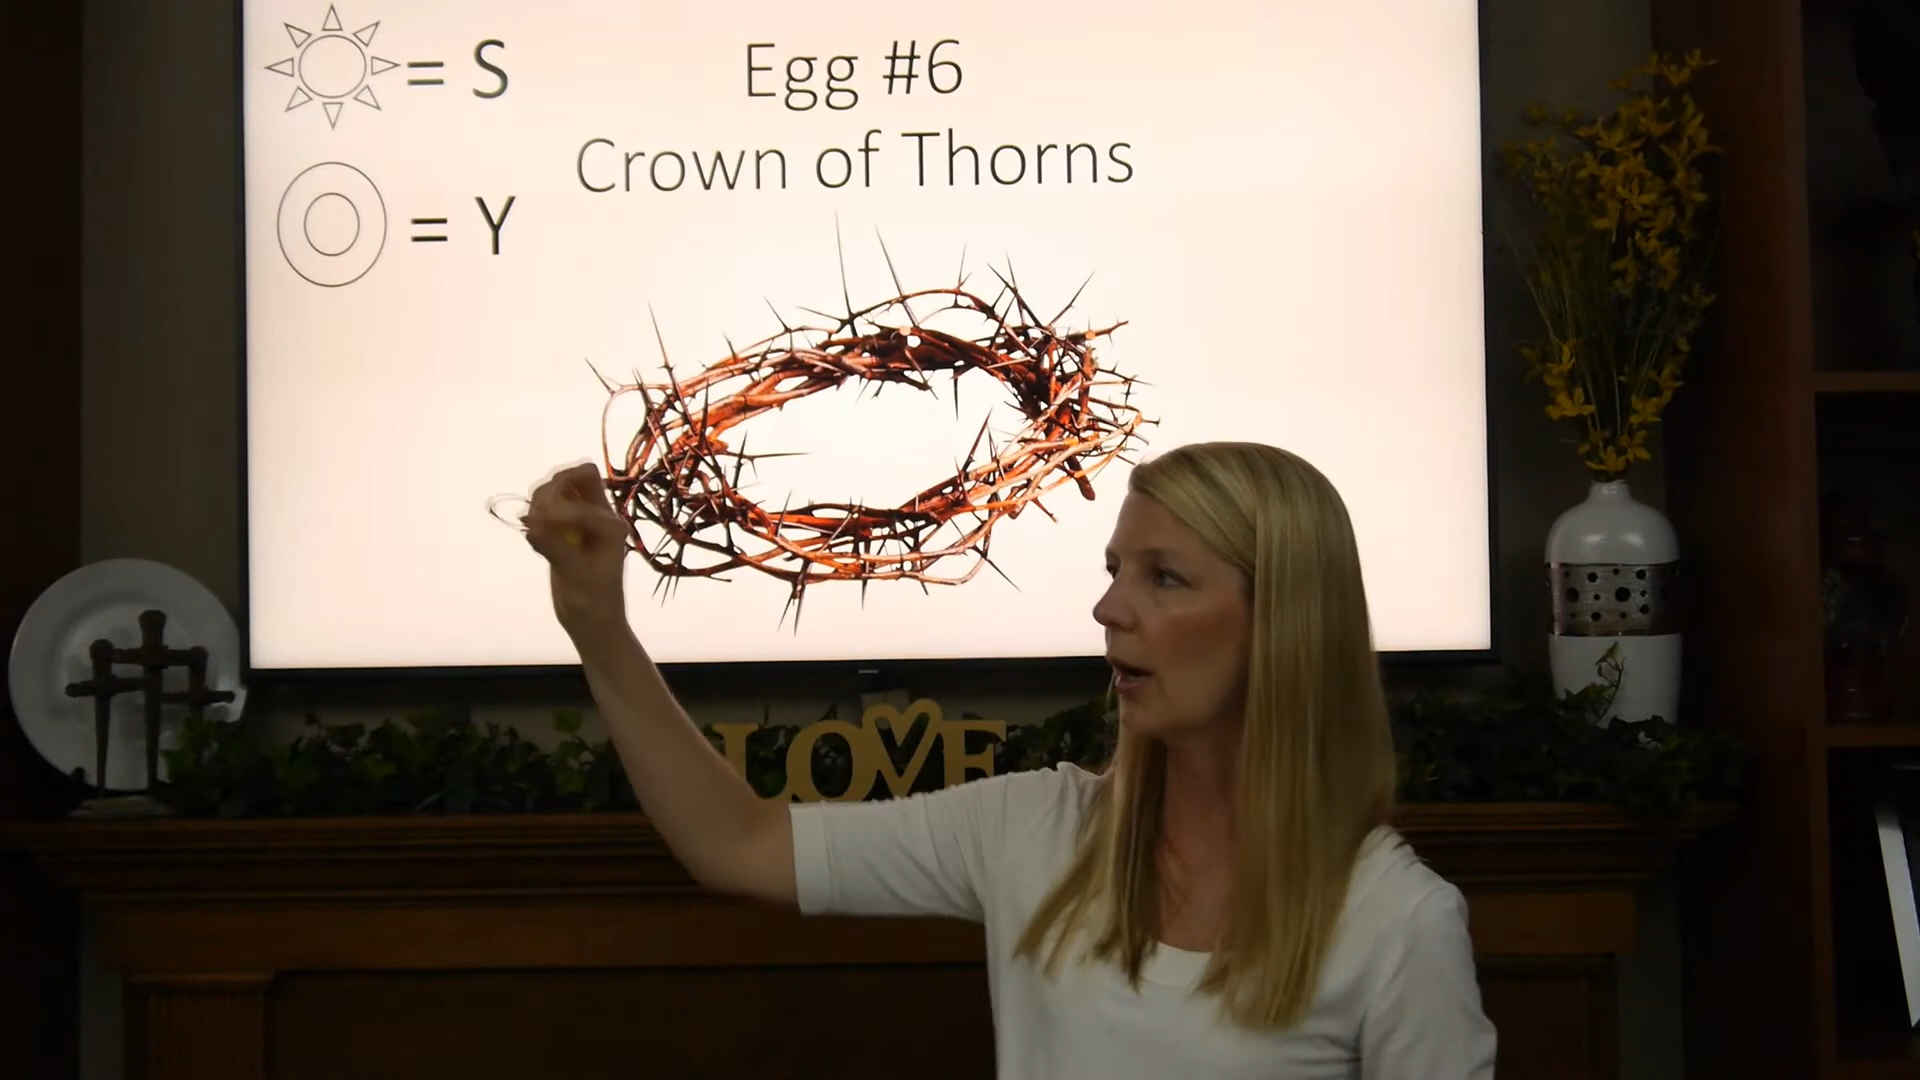 = S
Egg #6
Crown of Thorns
= Y
LOVE